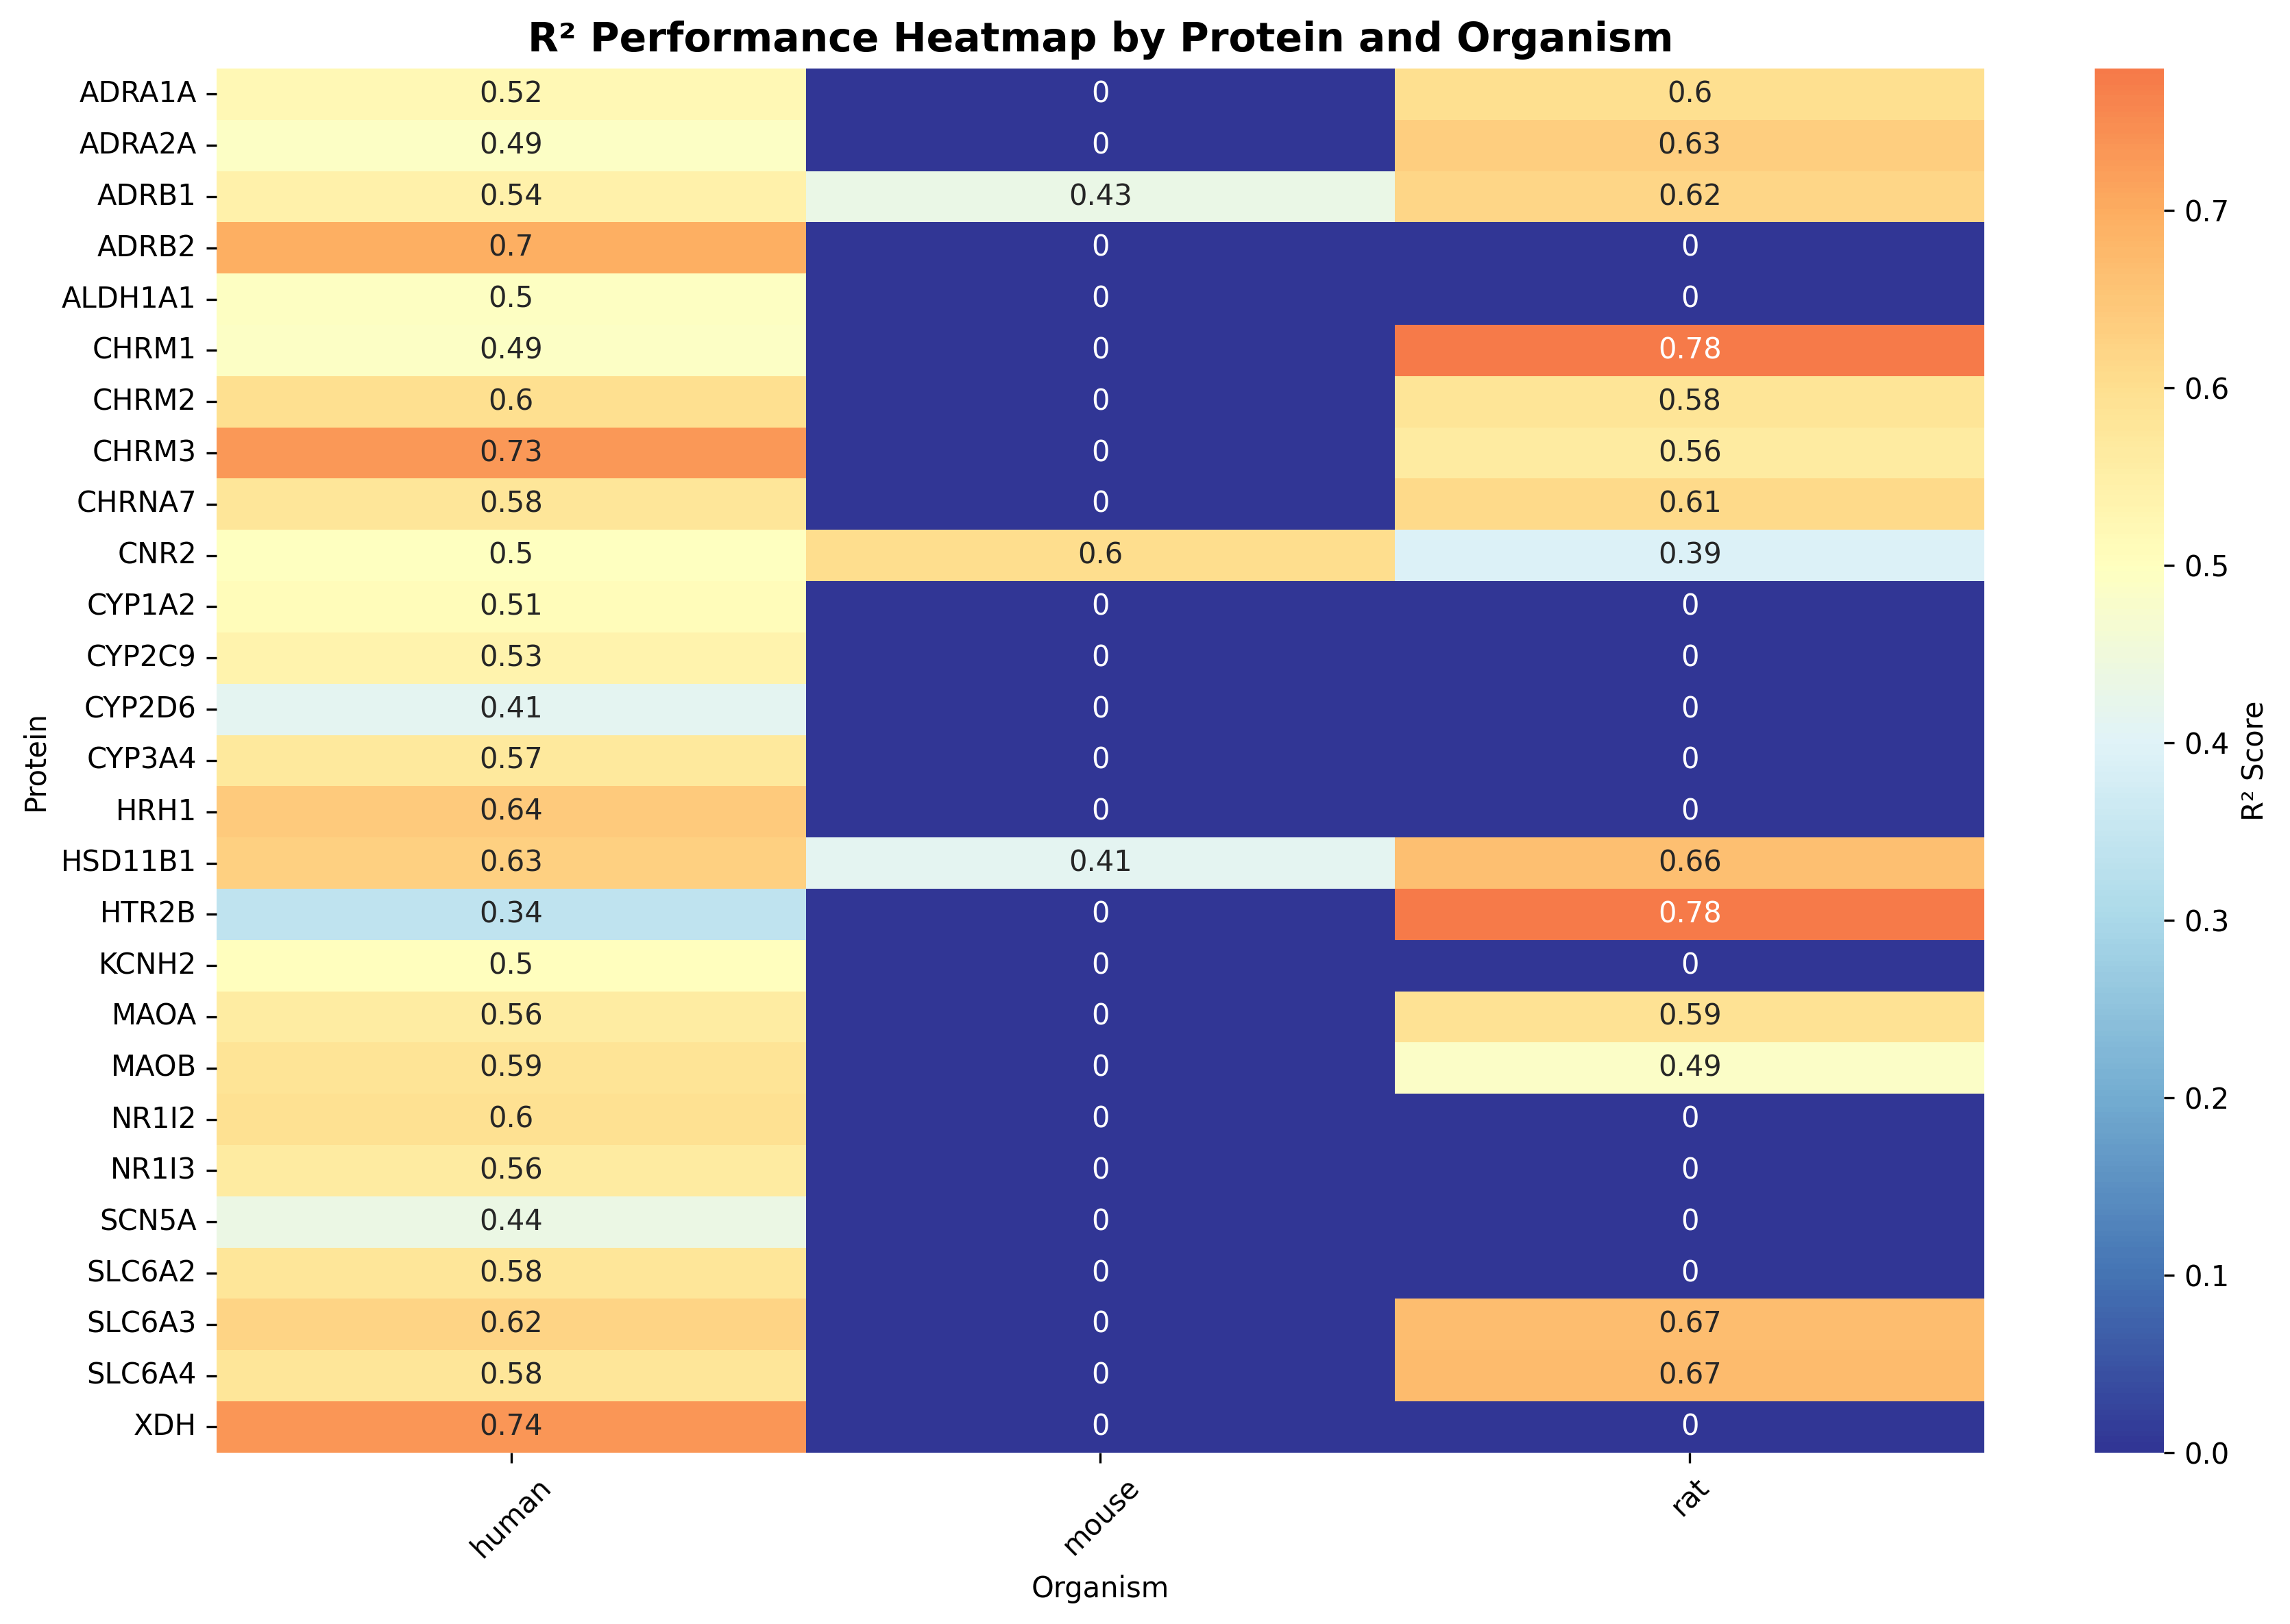 R² Performance Heatmap by Protein and Organism
ADRA1A 0.52 0 0.6
ADRA2A 0.49 0 0.63
ADRB1 0.54 0.43 0.62
ADRB2 0.7 0 0
ALDH1A1 0.5 0 0
CHRM1 0.49 0 0.78
CHRM2 0.6 0 0.58
CHRM3 0.73 0 0.56
CHRNA7 0.58 0 0.61
CNR2 0.5 0.6 0.39
CYP1A2 0.51 0 0
CYP2C9 0.53 0 0
CYP2D6 0.41 0 0
CYP3A4 0.57 0 0
HRH1 0.64 0 0
HSD11B1 0.63 0.41 0.66
HTR2B 0.34 0 0.78
KCNH2 0.5 0 0
MAOA 0.56 0 0.59
MAOB 0.59 0 0.49
NR1I2 0.6 0 0
NR1I3 0.56 0 0
SCN5A 0.44 0 0
SLC6A2 0.58 0 0
SLC6A3 0.62 0 0.67
SLC6A4 0.58 0 0.67
XDH 0.74 0 0
human mouse rat
Organism
Protein
0.7
0.6
0.5
0.4
0.3
0.2
0.1
0.0
R² Score